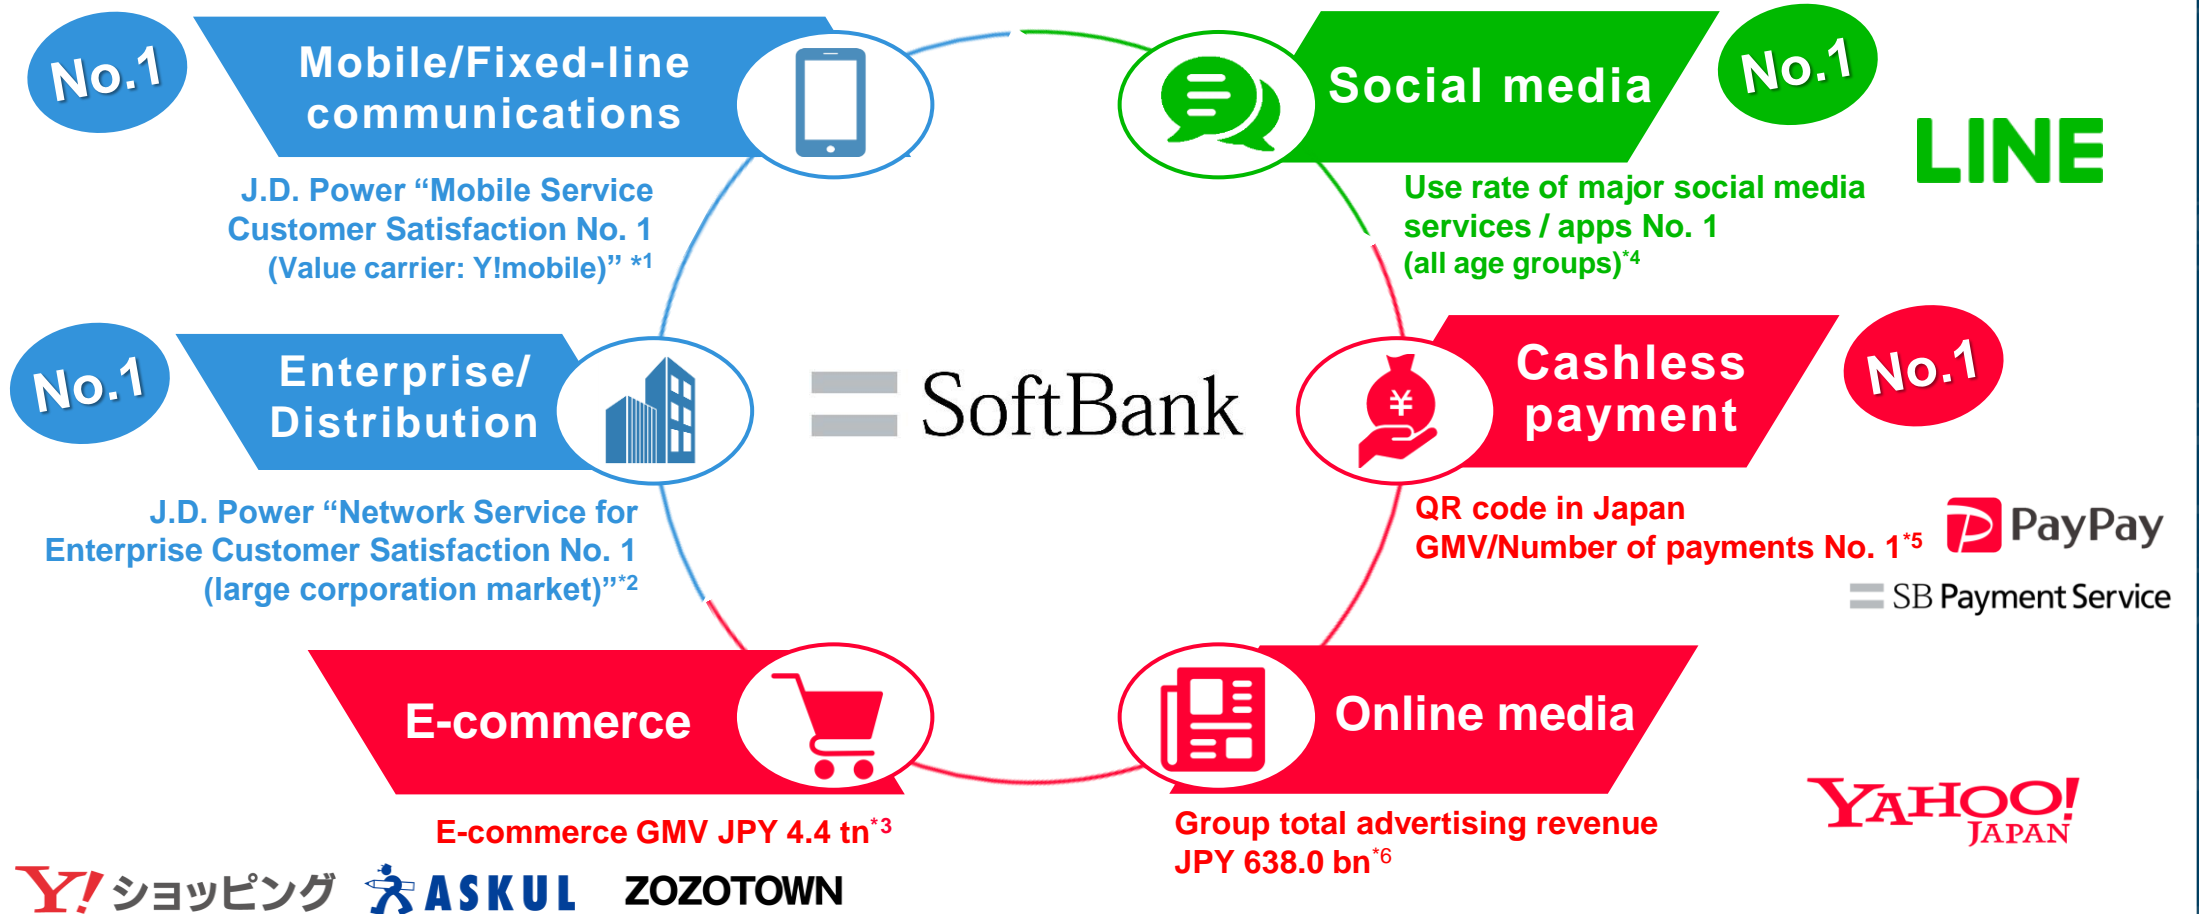 No.1
Mobile/Fixed-line
communications
J.D. Power “Mobile Service
Customer Satisfaction No. 1
(Value carrier: Y!mobile)” *1
Social media
No.1
LINE
Use rate of major social media
services / apps No. 1
(all age groups)*4
No.1
Enterprise/
Distribution
J.D. Power “Network Service for
Enterprise Customer Satisfaction No. 1
(large corporation market)”*2
SoftBank
¥
Cashless
payment
No.1
QR code in Japan
GMV/Number of payments No. 1*5
P PayPay
SB Payment Service
E-commerce
E-commerce GMV JPY 4.4 tn*3
Y! ショッピング
ASKUL
ZOZOTOWN
Online media
Group total advertising revenue
JPY 638.0 bn*6
YAHOO!
JAPAN